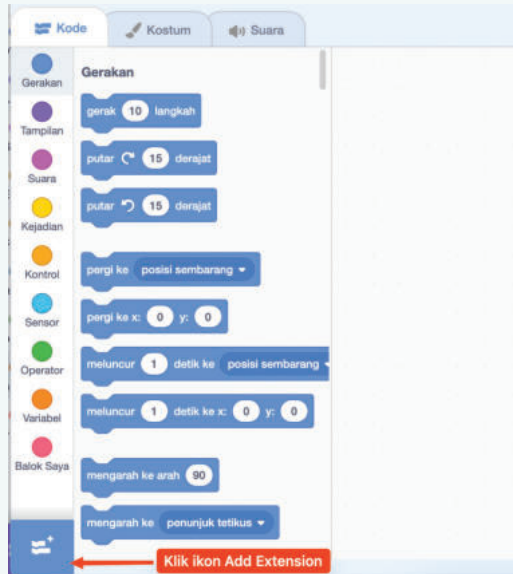 Kode
Kostum
Suara
Gerakan
Tampilan
Suara
Kejadian
Kontrol
Sensor
Operator
Variabel
Balok Saya
Gerakan
gerak 10 langkah
putar 15 derajat
putar 15 derajat
pergi ke posisi sembarang
pergi ke x: 0 y: 0
meluncur 1 detik ke posisi sembarang
meluncur 1 detik ke x: 0 y: 0
mengarah ke arah 90
mengarah ke penunjuk tetikus
Klik ikon Add Extension